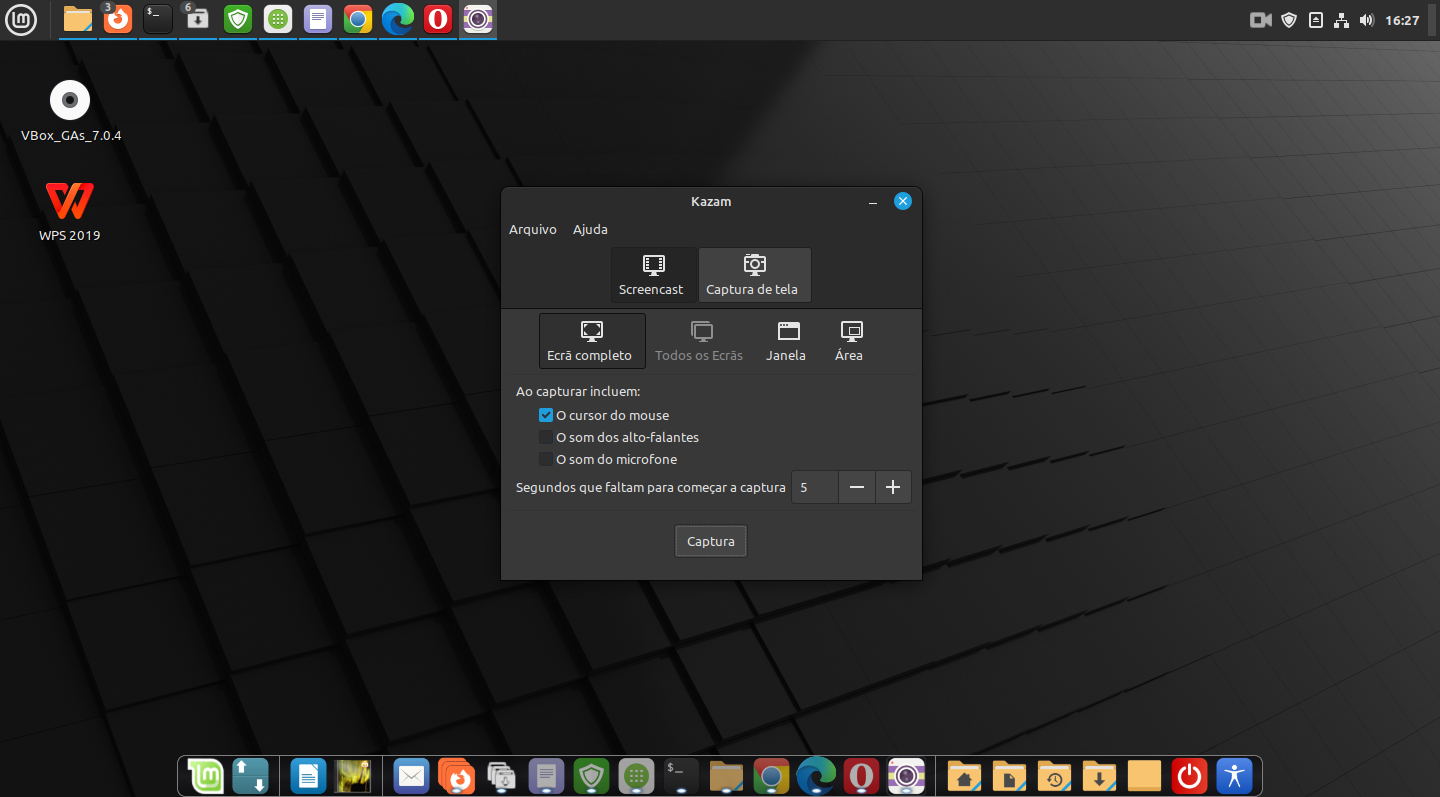 3
$_
6
16:27
VBox_GAs_7.0.4
WPS 2019
Kazam
Arquivo Ajuda
Screencast Captura de tela
Ecrã completo Todos os Ecrãs Janela Área
Ao capturar incluem:
O cursor do mouse
O som dos alto-falantes
O som do microfone
Segundos que faltam para começar a captura 5
Captura
$_